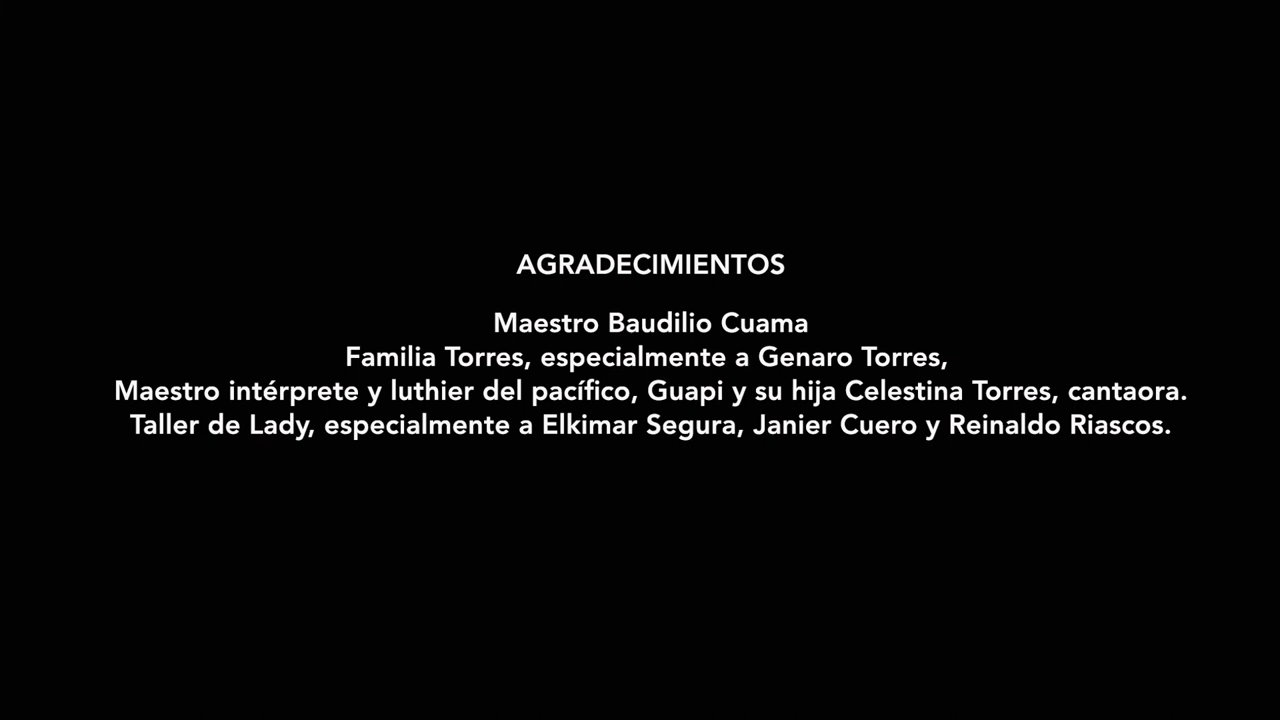 AGRADECIMIENTOS
Maestro Baudilio Cuama
Familia Torres, especialmente a Genaro Torres,
Maestro intérprete y luthier del pacífico, Guapi y su hija Celestina Torres, cantaora.
Taller de Lady, especialmente a Elkimar Segura, Janier Cuero y Reinaldo Riascos.